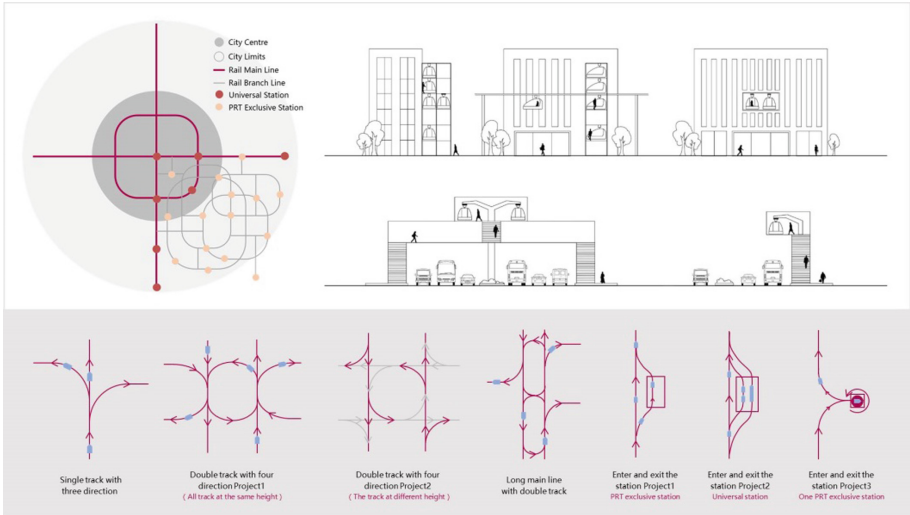 City Centre
City Limits
Rail Main Line
Rail Branch Line
Universal Station
PRT Exclusive Station
Single track with
three direction
Double track with four
direction Project1
( All track at the same height )
Double track with four
direction Project2
( The track at different height )
Long main line
with double track
Enter and exit the
station Project1
PRT exclusive station
Enter and exit the
station Project2
Universal station
Enter and exit the
station Project3
One PRT exclusive station